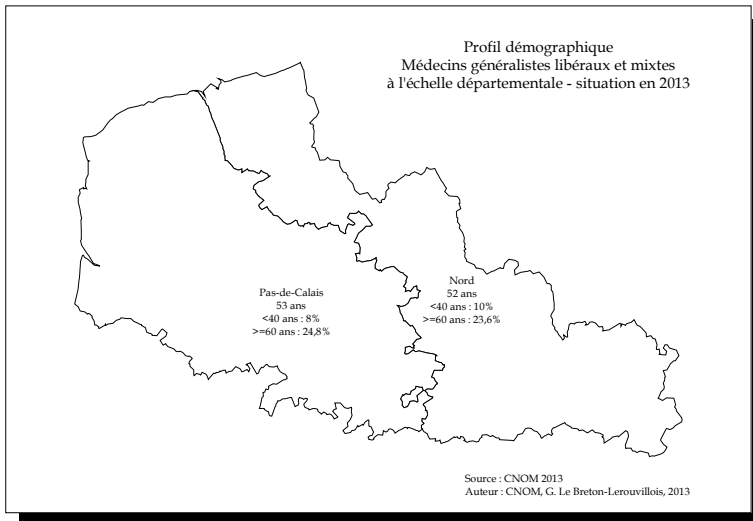 Profil démographique
Médecins généralistes libéraux et mixtes
à l'échelle départementale - situation en 2013
Pas-de-Calais
53 ans
<40 ans : 8%
>=60 ans : 24,8%
Nord
52 ans
<40 ans : 10%
>=60 ans : 23,6%
Source : CNOM 2013
Auteur : CNOM, G. Le Breton-Lerouvillois, 2013